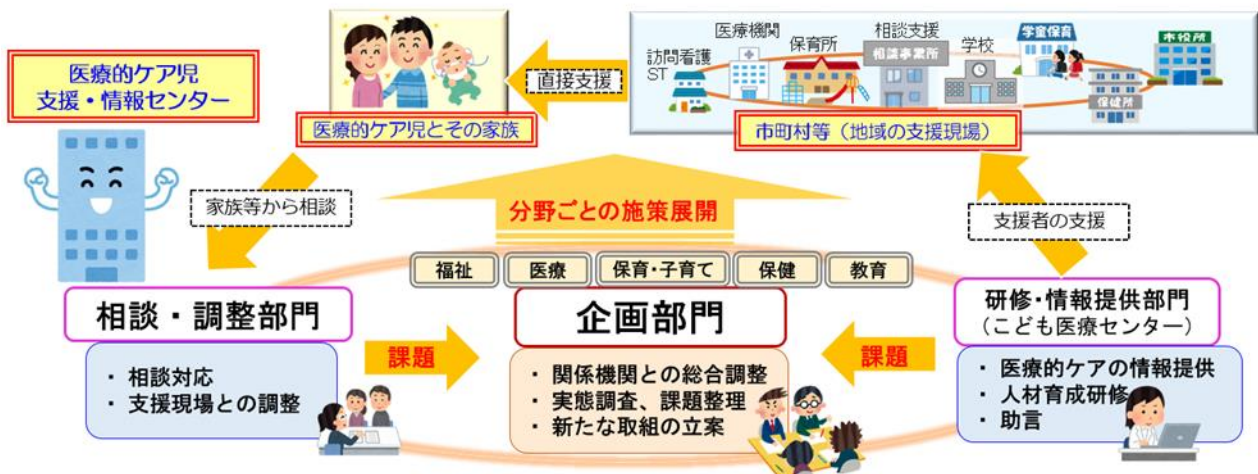 医療的ケア児
支援・情報センター
医療的ケア児とその家族
直接支援
訪問看護
ST
医療機関
保育所
相談支援
相談事業所
学校
学童保育
保健所
市役所
市町村等（地域の支援現場）
家族等から相談
分野ごとの施策展開
支援者の支援
福祉
医療
保育・子育て
保健
教育
相談・調整部門
・ 相談対応
・ 支援現場との調整
課題
企画部門
・ 関係機関との総合調整
・ 実態調査、課題整理
・ 新たな取組の立案
課題
研修・情報提供部門
（こども医療センター）
・ 医療的ケアの情報提供
・ 人材育成研修
・ 助言